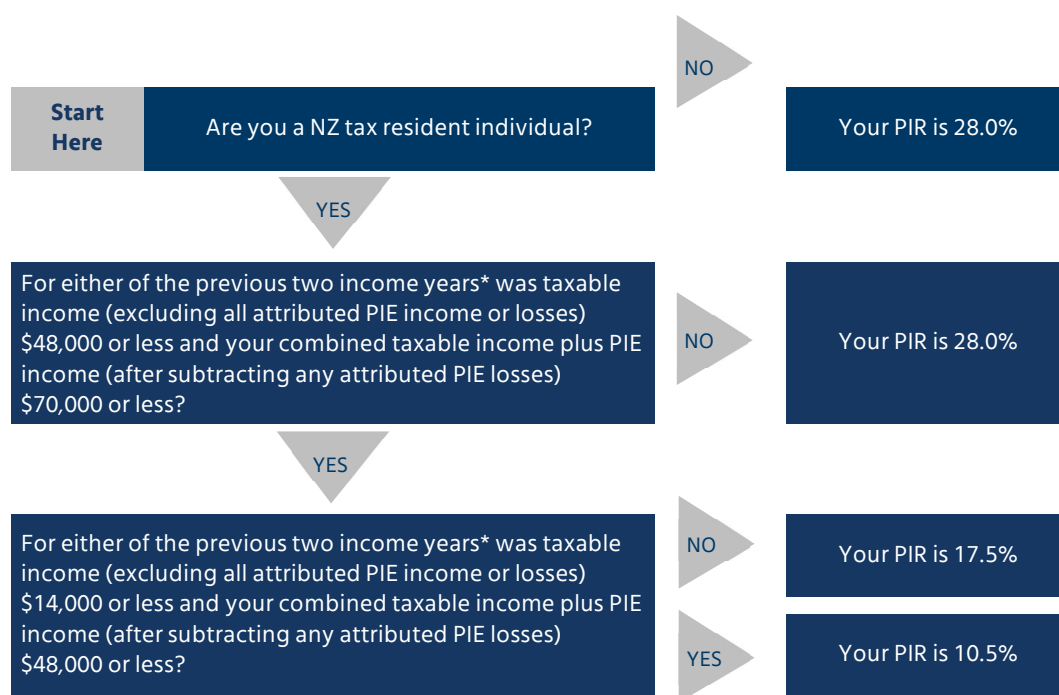 NO
Start
Here
Are you a NZ tax resident individual?
Your PIR is 28.0%
YES
For either of the previous two income years* was taxable
income (excluding all attributed PIE income or losses)
$48,000 or less and your combined taxable income plus PIE
income (after subtracting any attributed PIE losses)
$70,000 or less?
NO
Your PIR is 28.0%
YES
For either of the previous two income years* was taxable
income (excluding all attributed PIE income or losses)
$14,000 or less and your combined taxable income plus PIE
income (after subtracting any attributed PIE losses)
$48,000 or less?
NO
Your PIR is 17.5%
YES
Your PIR is 10.5%